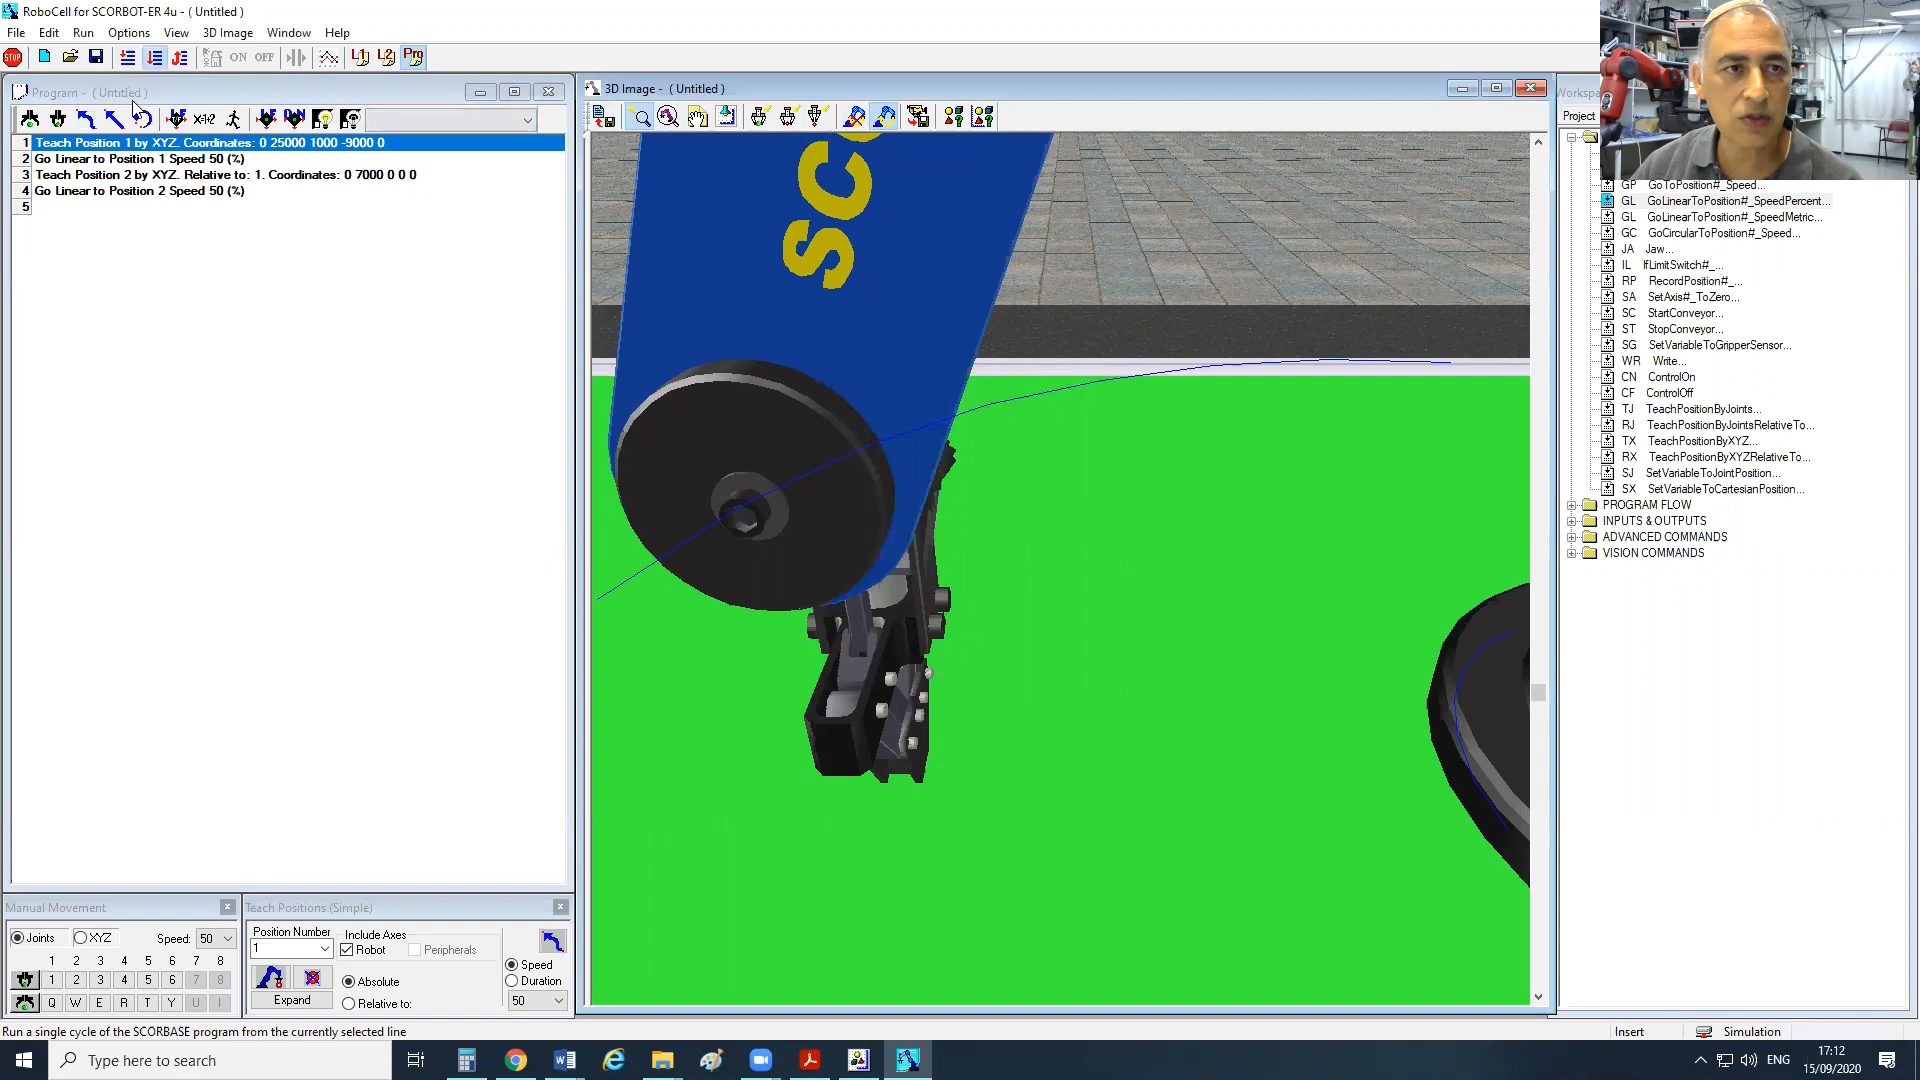 RoboCell for SCORBOT-ER 4u - ( Untitled )
File Edit Run Options View 3D Image Window Help
STOP ON OFF L1 L2 Pro
Program - ( Untitled )
1 Teach Position 1 by XYZ. Coordinates: 0 25000 1000 -9000 0
2 Go Linear to Position 1 Speed 50 (%)
3 Teach Position 2 by XYZ. Relative to: 1. Coordinates: 0 7000 0 0 0
4 Go Linear to Position 2 Speed 50 (%)
5
3D Image - ( Untitled )
SCO
Project
GP GoToPosition#_Speed...
GL GoLinearToPosition#_SpeedPercent...
GL GoLinearToPosition#_SpeedMetric...
GC GoCircularToPosition#_Speed...
JA Jaw...
IL IfLimitSwitch#_...
RP RecordPosition#_...
SA SetAxis#_ToZero...
SC StartConveyor...
ST StopConveyor...
SG SetVariableToGripperSensor...
WR Write...
CN ControlOn
CF ControlOff
TJ TeachPositionByJoints...
RJ TeachPositionByJointsRelativeTo...
TX TeachPositionByXYZ...
RX TeachPositionByXYZRelativeTo...
SJ SetVariableToJointPosition...
SX SetVariableToCartesianPosition...
PROGRAM FLOW
INPUTS & OUTPUTS
ADVANCED COMMANDS
VISION COMMANDS
Manual Movement
Joints XYZ Speed: 50
1 2 3 4 5 6 7 8
1 2 3 4 5 6 7 8
Q W E R T Y U I
Teach Positions (Simple)
Position Number
1
Expand
Include Axes
Robot Peripherals
Absolute
Relative to:
Speed
Duration
50
Run a single cycle of the SCORBASE program from the currently selected line
Insert Simulation
Type here to search
ENG
17:12
15/09/2020